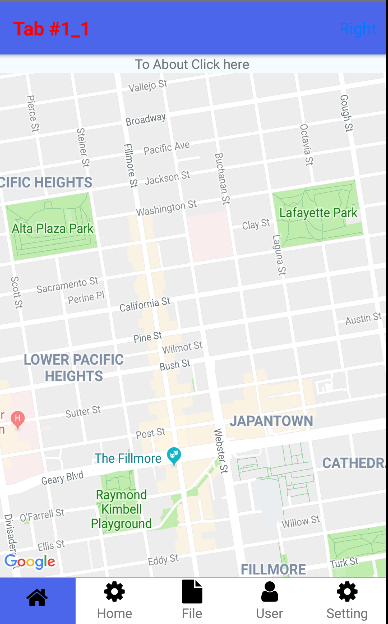 Tab #1_1
Right
To About Click here
Vallejo St
Pierce St
Gough St
Broadway
Steiner St
Octavia St
Fillmore St
Pacific Ave
Buchanan St
CIFIC HEIGHTS
Jackson St
Washington St
Lafayette Park
Alta Plaza Park
Clay St
Laguna St
Scott St
Sacramento St
Perine Pl
California St
Austin St
Pine St
Wilmot St
LOWER PACIFIC
HEIGHTS
Bush St
Sutter St
H
r
n
JAPANTOWN
Post St
Webster St
The Fillmore
CATHEDRA
Geary Blvd
Raymond
Kimbell
Playground
O'Farrell St
Divisader
Willow St
Ellis St
Eddy St
Turk St
Google
FILLMORE
Home
File
User
Setting